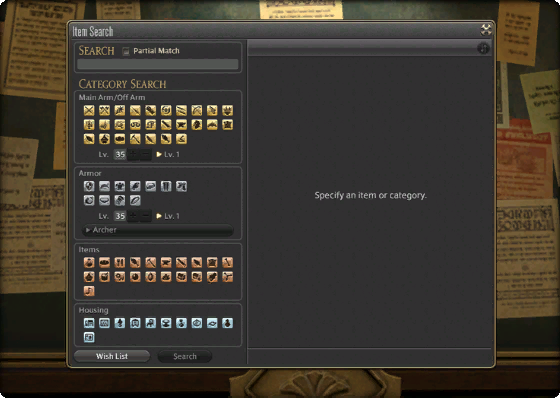 Item Search
SEARCH Partial Match
CATEGORY SEARCH
Main Arm/Off Arm
Lv. 35 Lv. 1
Armor
Lv. 35 Lv. 1
Archer
Items
Housing
Wish List Search
Specify an item or category.